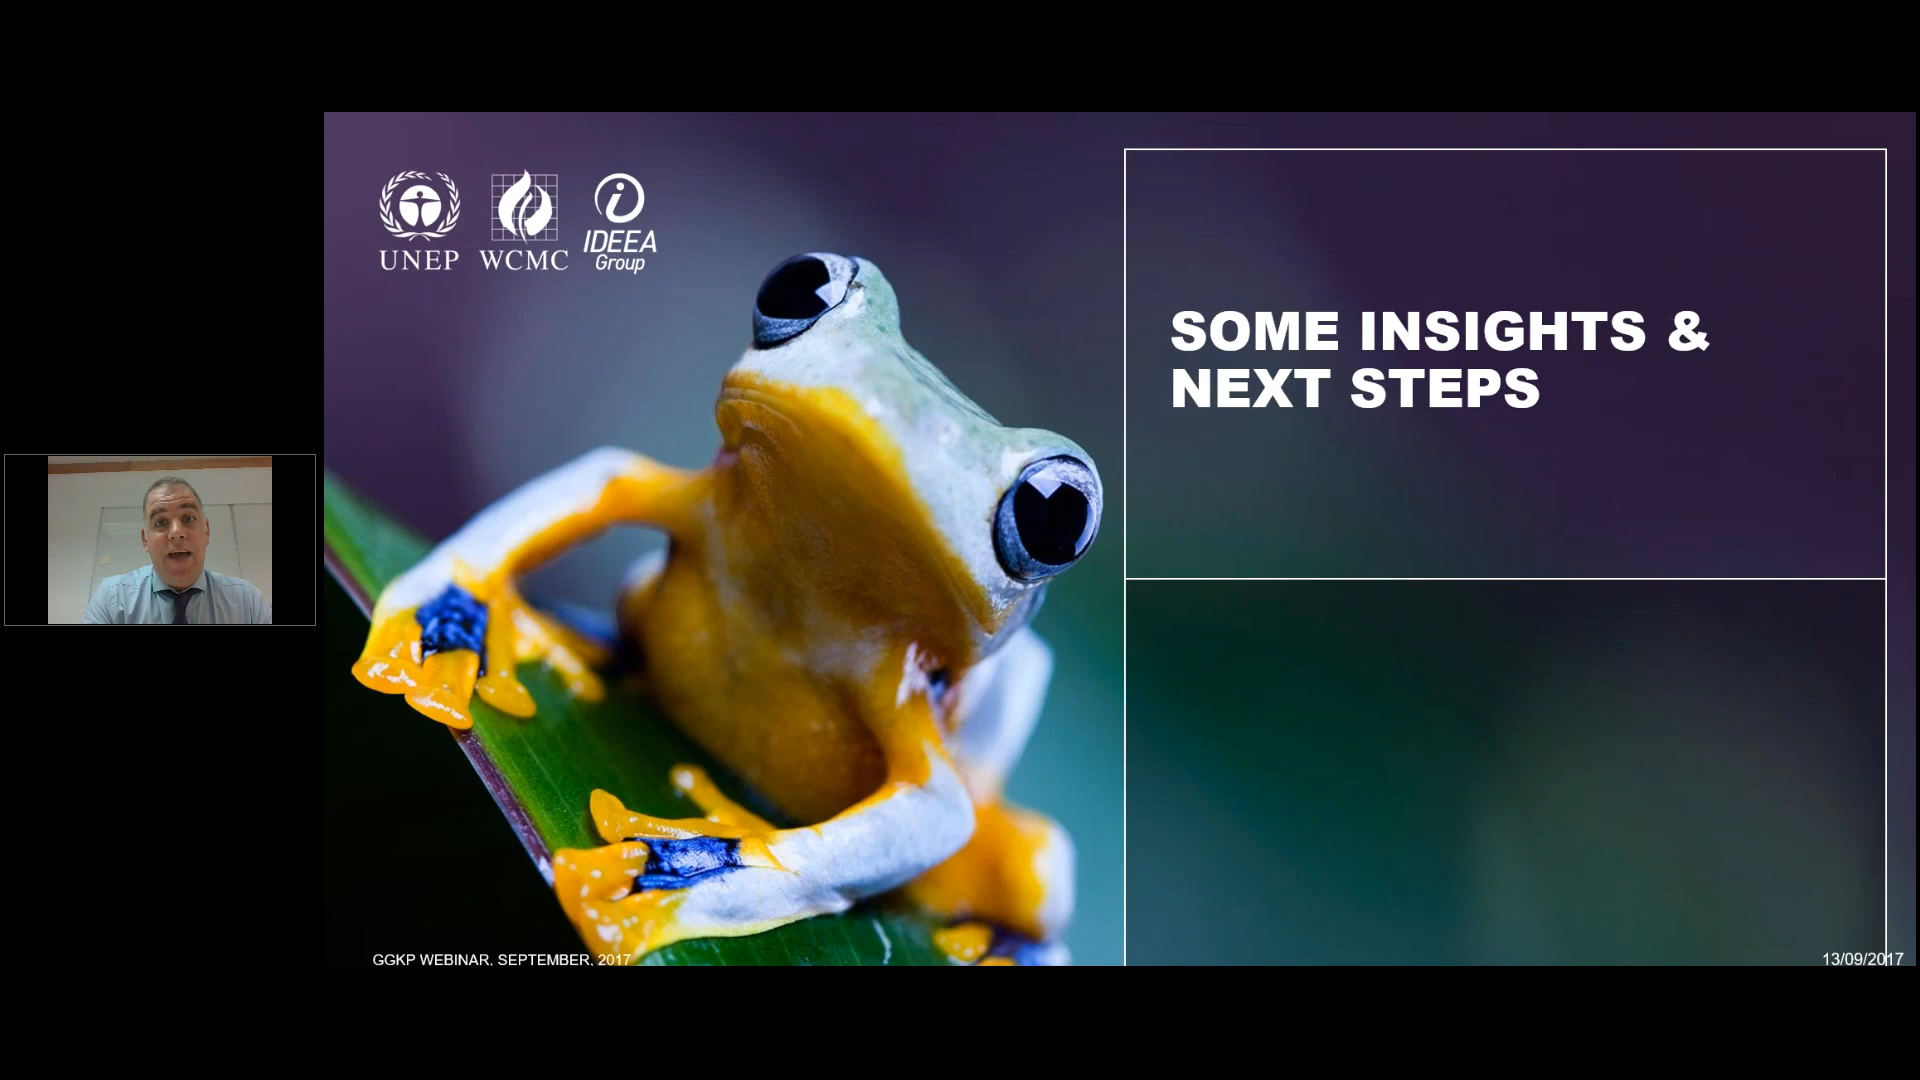 UNEP WCMC
IDEEA
Group
SOME INSIGHTS &
NEXT STEPS
GGKP WEBINAR, SEPTEMBER, 2017
13/09/2017